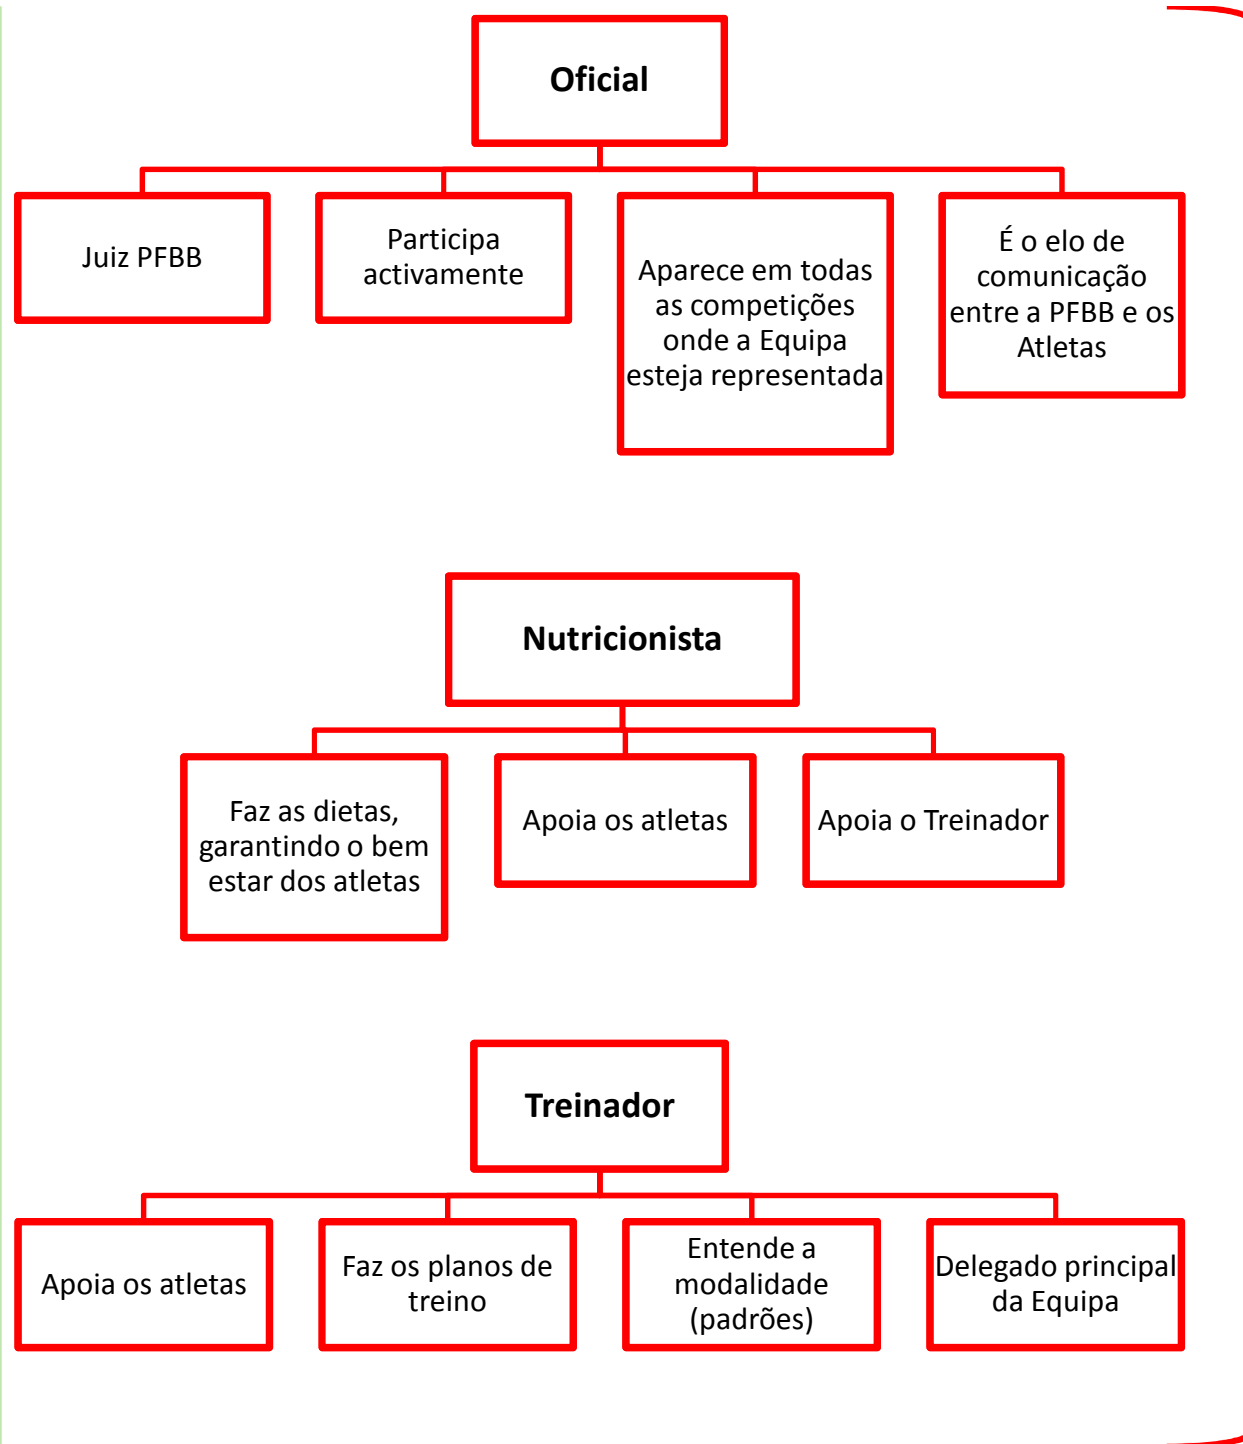 Oficial
Juiz PFBB
Participa
activamente
Aparece em todas
as competições
onde a Equipa
esteja representada
É o elo de
comunicação
entre a PFBB e os
Atletas
Nutricionista
Faz as dietas,
garantindo o bem
estar dos atletas
Apoia os atletas
Apoia o Treinador
Treinador
Apoia os atletas
Faz os planos de
treino
Entende a
modalidade
(padrões)
Delegado principal
da Equipa